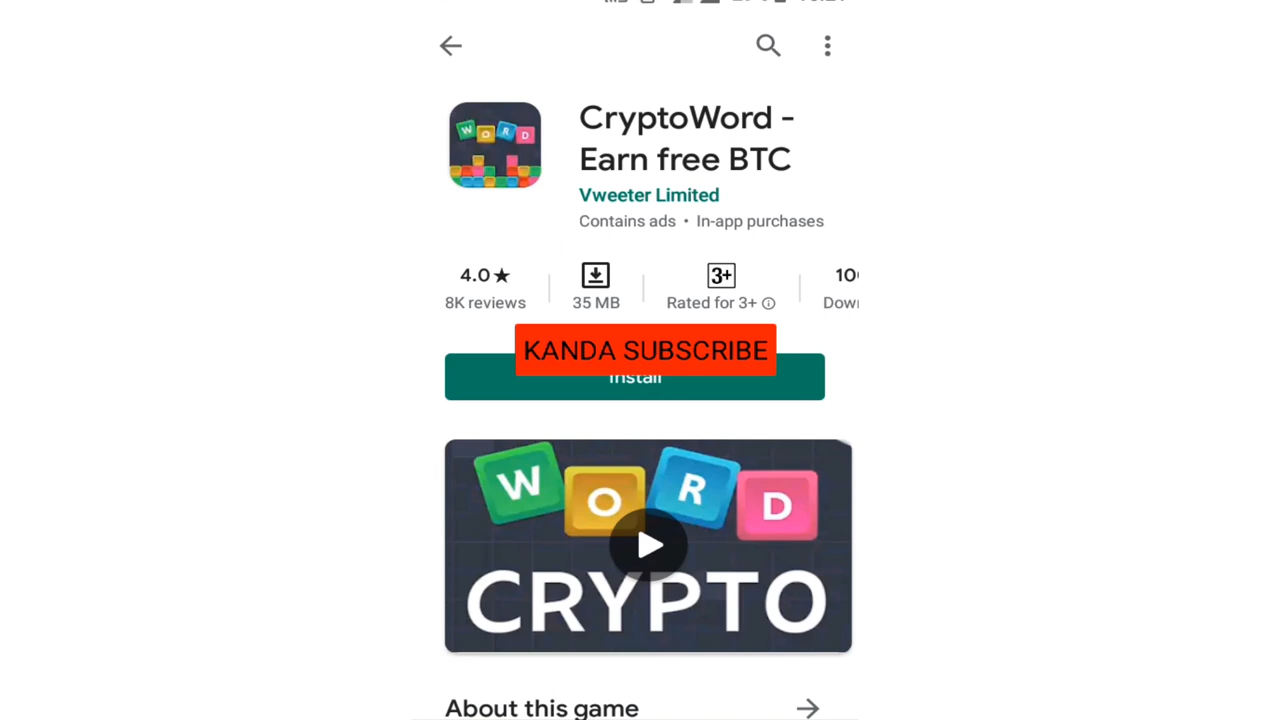 CryptoWord -
Earn free BTC
Vweeter Limited
Contains ads • In-app purchases
4.0★
8K reviews
35 MB
3+
Rated for 3+
KANDA SUBSCRIBE
Install
WORD
CRYPTO
About this game